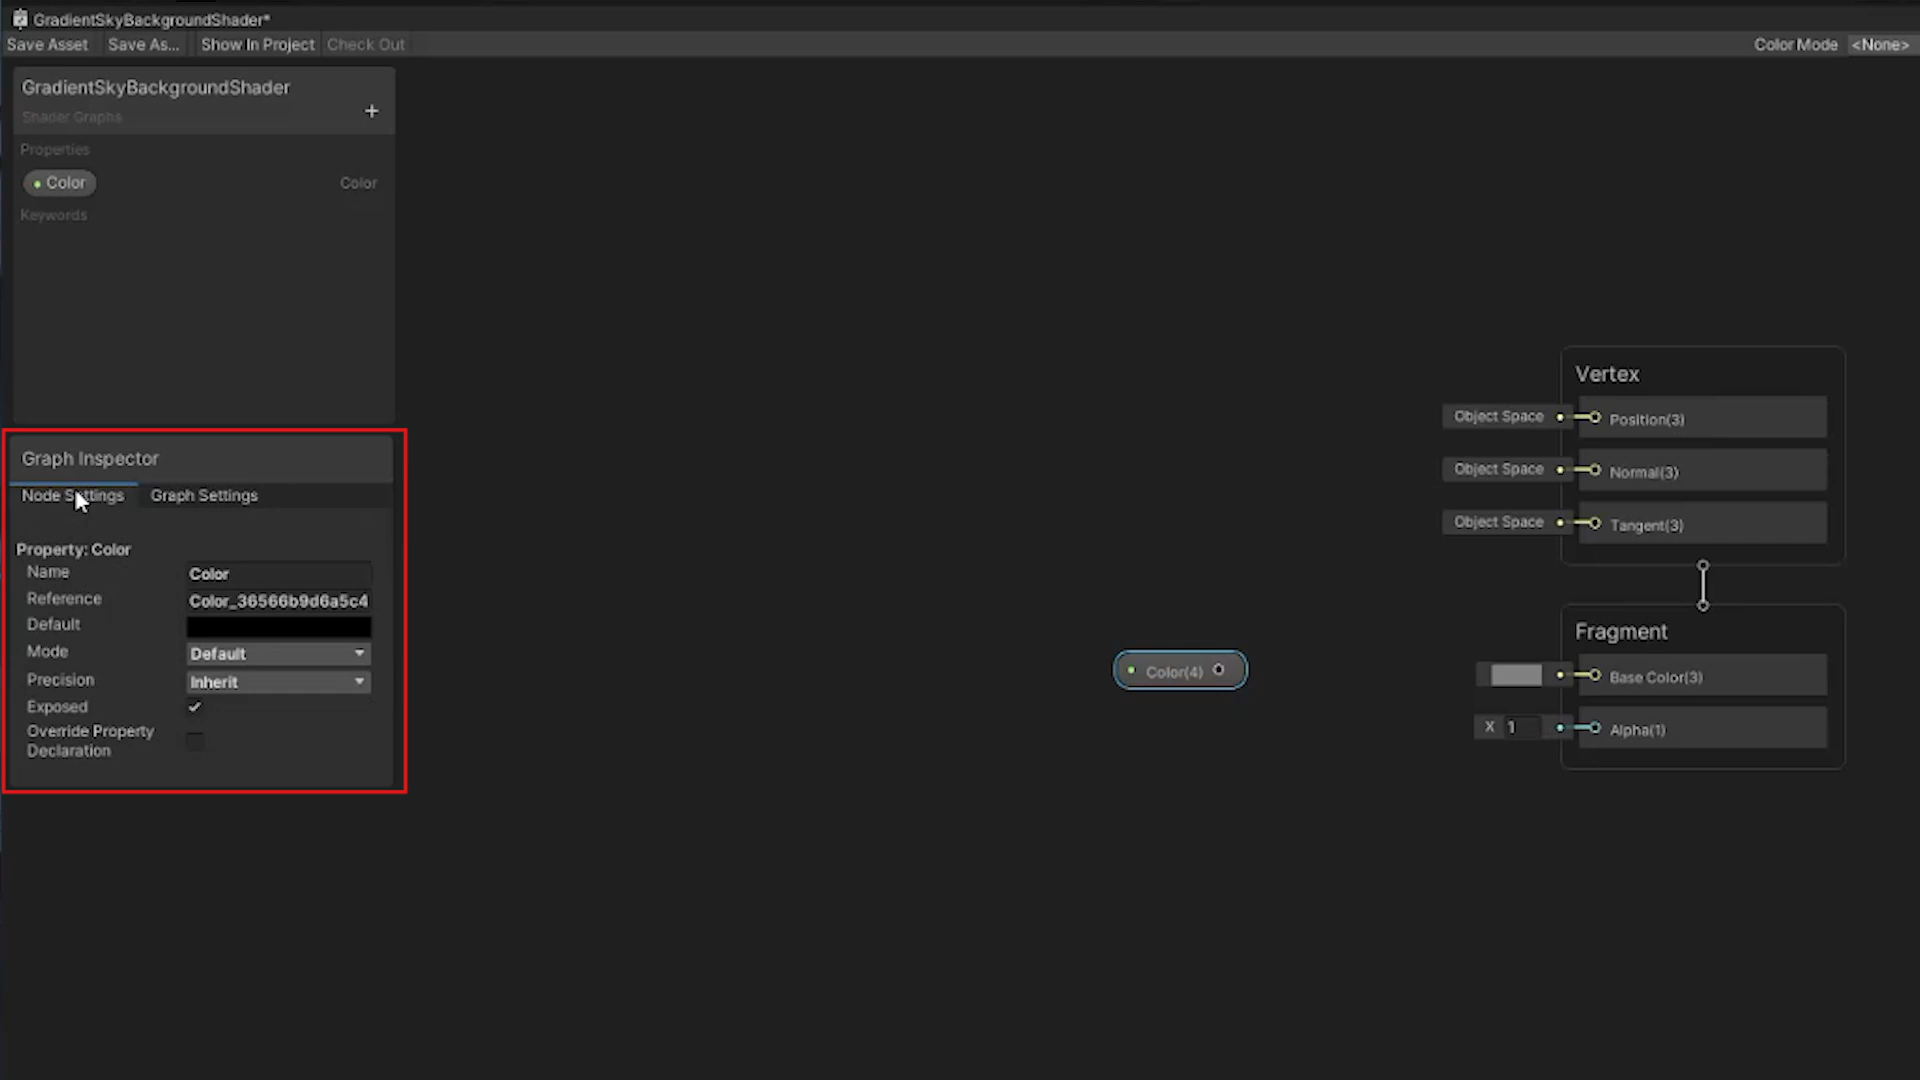 GradientSkyBackgroundShader*
Save Asset Save As... Show In Project Check Out Color Mode <None>
GradientSkyBackgroundShader
Shader Graphs
+
Properties
Color Color
Keywords
Graph Inspector
Node Settings Graph Settings
Property: Color
Name Color
Reference Color_36566b9d6a5c4
Default
Mode Default
Precision Inherit
Exposed
Override Property
Declaration
Color(4)
Vertex
Object Space Position(3)
Object Space Normal(3)
Object Space Tangent(3)
Fragment
Base Color(3)
X 1 Alpha(1)